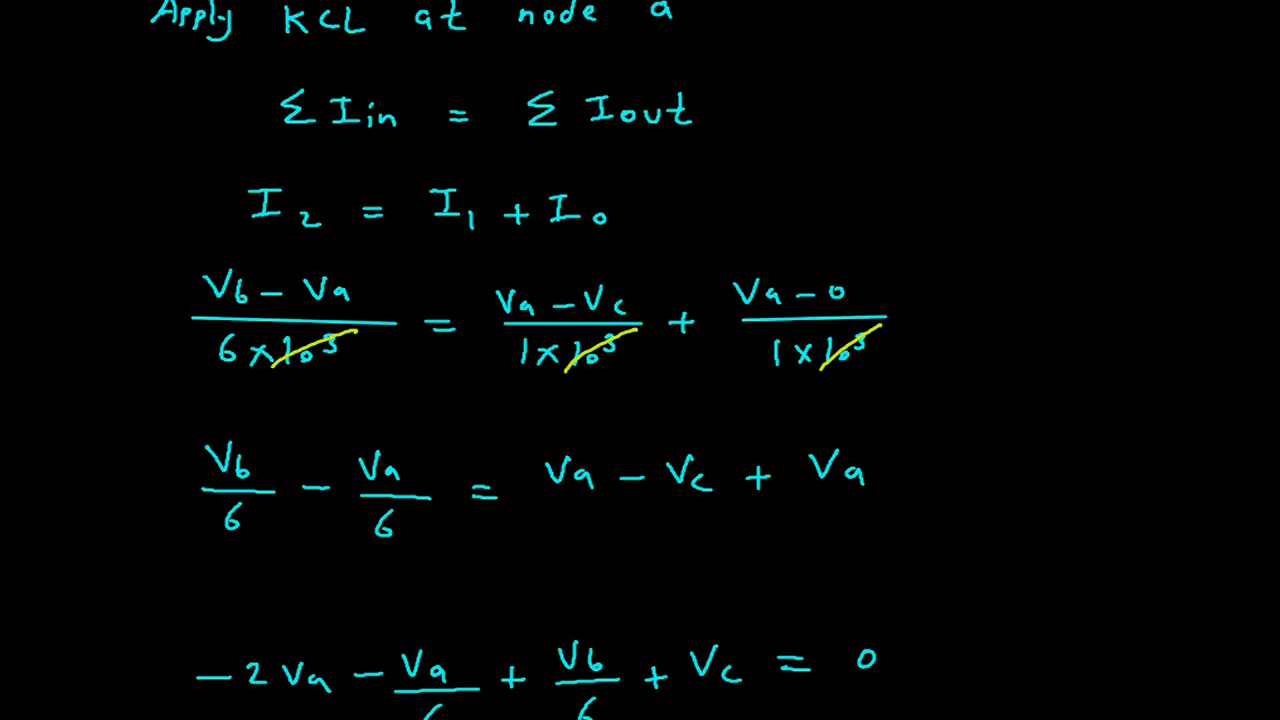 Apply KCL at node a
Σ Iin = Σ Iout
I₂ = I₁ + I₀
(Vb - Va)/(6 × 10³) = (Va - Vc)/(1 × 10³) + (Va - 0)/(1 × 10³)
Vb/6 - Va/6 = Va - Vc + Va
-2Va - Va/6 + Vb/6 + Vc = 0